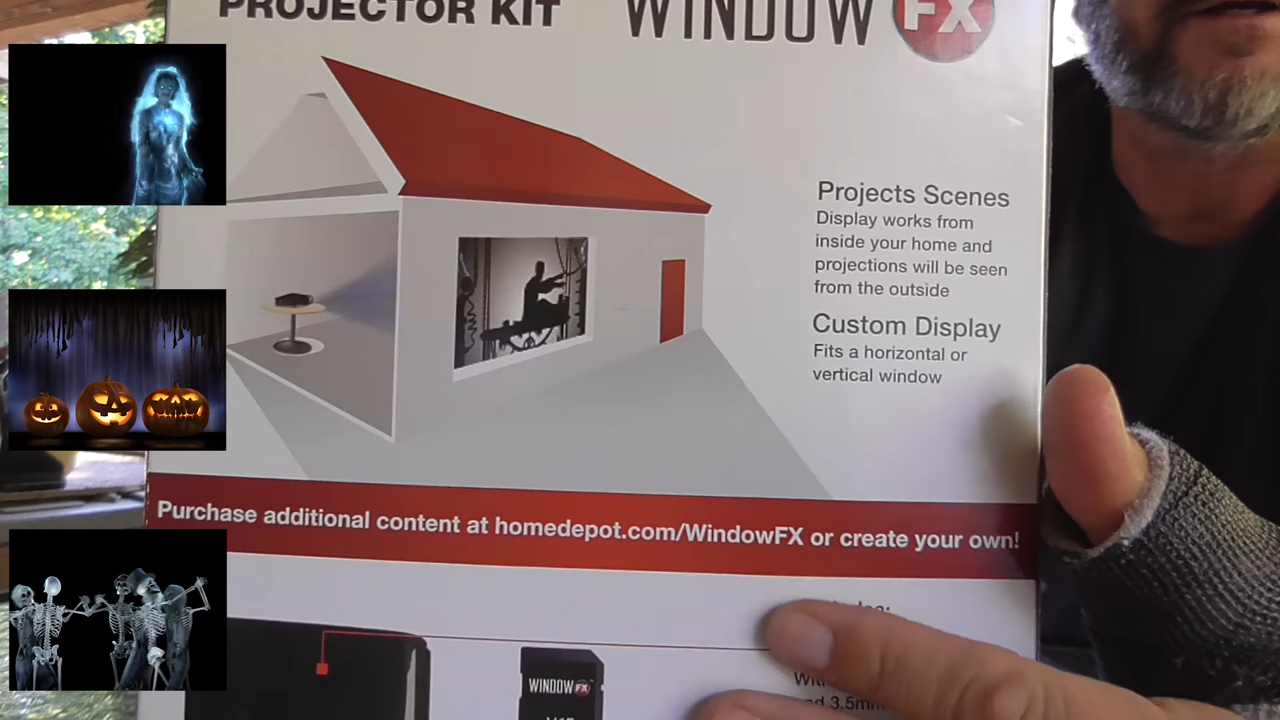 PROJECTOR KIT
WINDOW FX
Projects Scenes
Display works from
inside your home and
projections will be seen
from the outside
Custom Display
Fits a horizontal or
vertical window
Purchase additional content at homedepot.com/WindowFX or create your own!
WINDOW FX
3.5mm